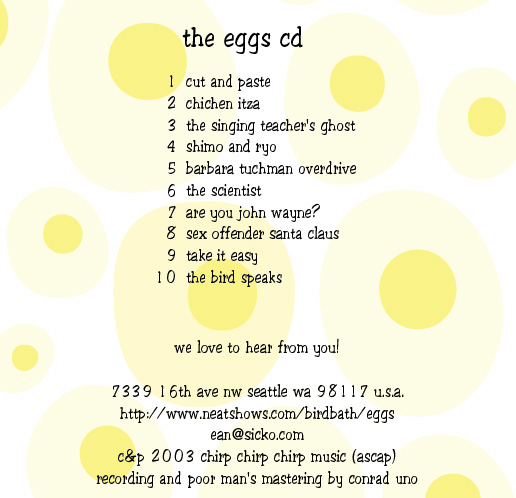 the eggs cd
1 cut and paste
2 chichen itza
3 the singing teacher's ghost
4 shimo and ryo
5 barbara tuchman overdrive
6 the scientist
7 are you john wayne?
8 sex offender santa claus
9 take it easy
10 the bird speaks
we love to hear from you!
7339 16th ave nw seattle wa 98117 u.s.a.
http://www.neatshows.com/birdbath/eggs
ean@sicko.com
c&p 2003 chirp chirp chirp music (ascap)
recording and poor man's mastering by conrad uno